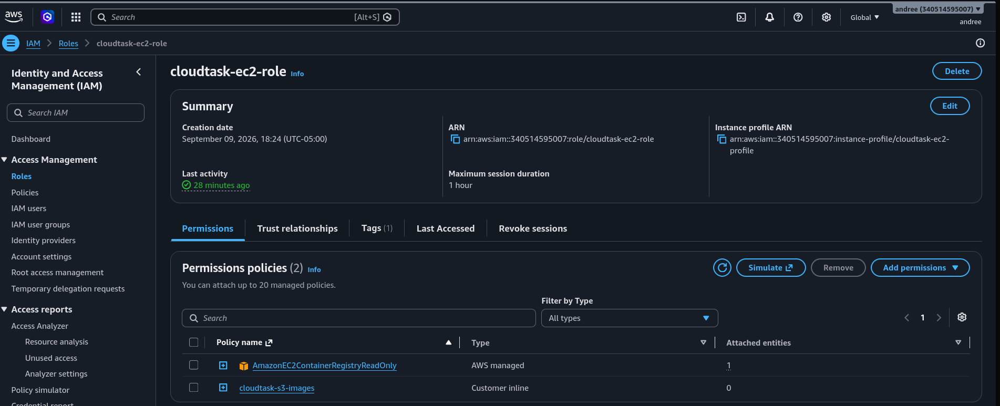 aws
Search
[Alt+S]
Global
andree (340514595007)
andree
IAM
Roles
cloudtask-ec2-role
Identity and Access
Management (IAM)
Search IAM
Dashboard
Access Management
Roles
Policies
IAM users
IAM user groups
Identity providers
Account settings
Root access management
Temporary delegation requests
Access reports
Access Analyzer
Resource analysis
Unused access
Analyzer settings
Policy simulator
Credential report
cloudtask-ec2-role Info
Delete
Summary
Edit
Creation date
September 09, 2026, 18:24 (UTC-05:00)
ARN
arn:aws:iam::340514595007:role/cloudtask-ec2-role
Instance profile ARN
arn:aws:iam::340514595007:instance-profile/cloudtask-ec2-
profile
Last activity
28 minutes ago
Maximum session duration
1 hour
Permissions
Trust relationships
Tags (1)
Last Accessed
Revoke sessions
Permissions policies (2) Info
You can attach up to 20 managed policies.
Simulate
Remove
Add permissions
Filter by Type
Search
All types
1
Policy name
Type
Attached entities
AmazonEC2ContainerRegistryReadOnly
AWS managed
1
cloudtask-s3-images
Customer inline
0